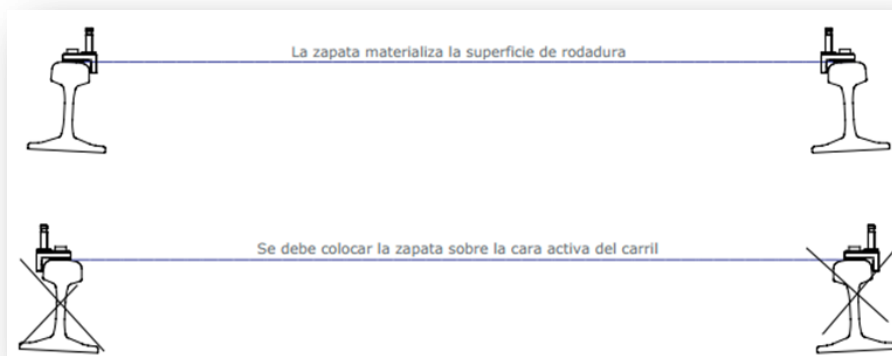 La zapata materializa la superficie de rodadura
Se debe colocar la zapata sobre la cara activa del carril